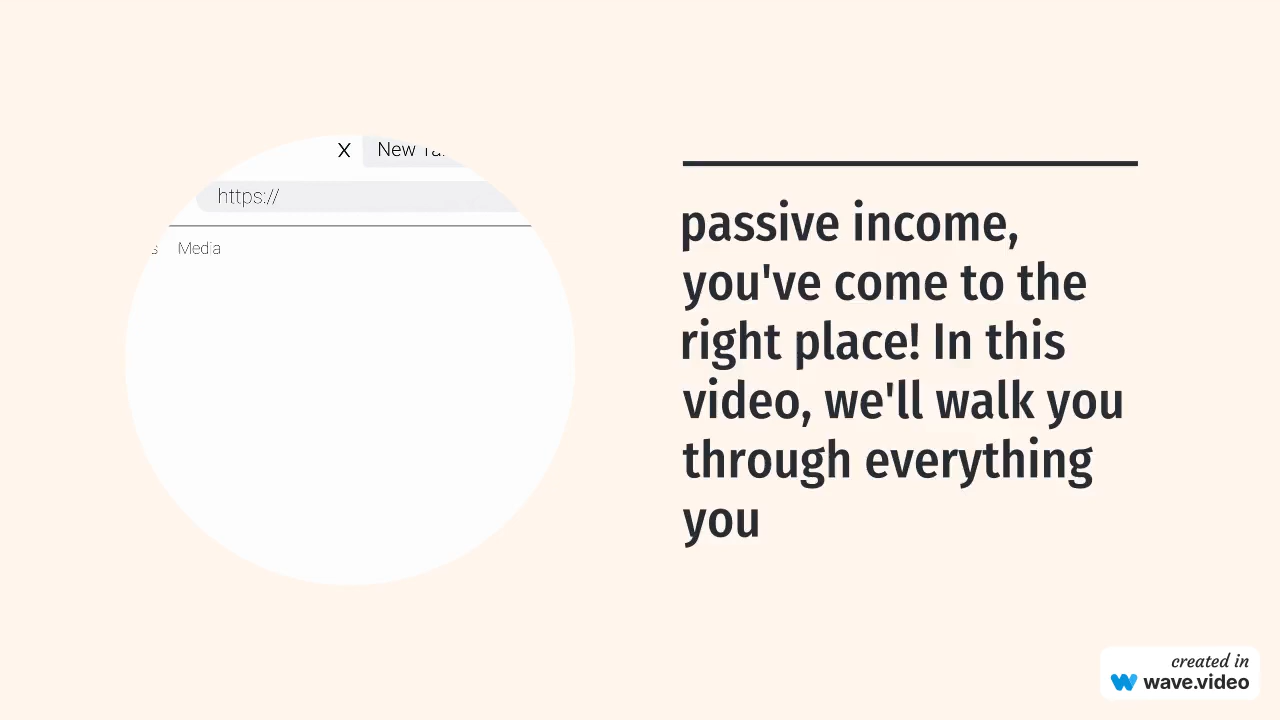 X New
https://
s Media
passive income,
you've come to the
right place! In this
video, we'll walk you
through everything
you
created in
wave.video